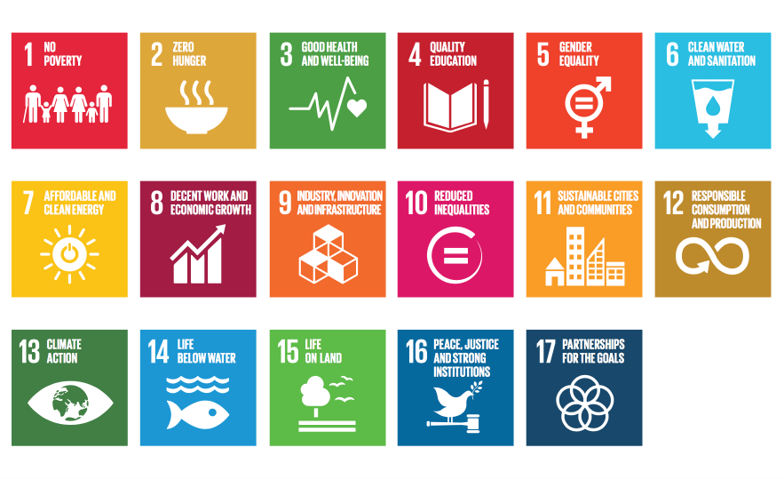 1 NO
POVERTY
2 ZERO
HUNGER
3 GOOD HEALTH
AND WELL-BEING
4 QUALITY
EDUCATION
5 GENDER
EQUALITY
6 CLEAN WATER
AND SANITATION
7 AFFORDABLE AND
CLEAN ENERGY
8 DECENT WORK AND
ECONOMIC GROWTH
9 INDUSTRY, INNOVATION
AND INFRASTRUCTURE
10 REDUCED
INEQUALITIES
11 SUSTAINABLE CITIES
AND COMMUNITIES
12 RESPONSIBLE
CONSUMPTION
AND PRODUCTION
13 CLIMATE
ACTION
14 LIFE
BELOW WATER
15 LIFE
ON LAND
16 PEACE, JUSTICE
AND STRONG
INSTITUTIONS
17 PARTNERSHIPS
FOR THE GOALS